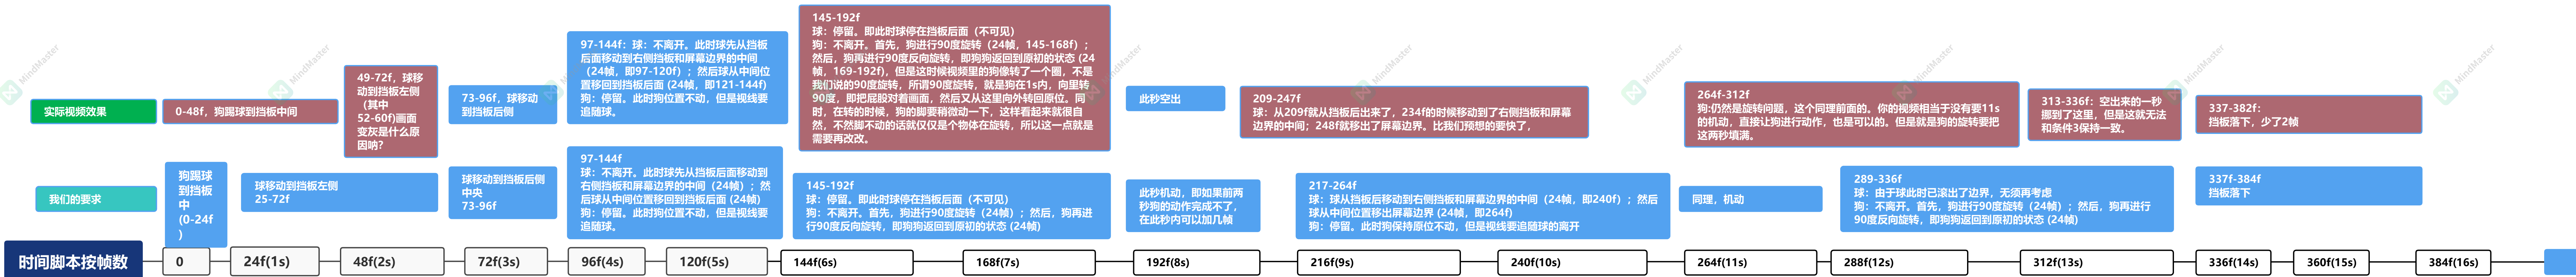 实际视频效果
0-48f，狗踢球到挡板中间
49-72f，球移
动到挡板左侧
（其中
52-60f)画面
变灰是什么原
因呐？
73-96f，球移动
到挡板后侧
97-144f：球：不离开。此时球先从挡板
后面移动到右侧挡板和屏幕边界的中间
（24帧，即97-120f）；然后球从中间位
置移回到挡板后面 (24帧，即121-144f)
狗：停留。此时狗位置不动，但是视线要
追随球。
145-192f
球：停留。即此时球停在挡板后面（不可见）
狗：不离开。首先，狗进行90度旋转（24帧，145-168f）；
然后，狗再进行90度反向旋转，即狗狗返回到原初的状态 (24
帧，169-192f)，但是这时候视频里的狗像转了一个圈，不是
我们说的90度旋转，所谓90度旋转，就是狗在1s内，向里转
90度，即把屁股对着画面，然后又从这里向外转回原位。同
时，在转的时候，狗的脚要稍微动一下，这样看起来就很自
然，不然脚不动的话就仅仅是个物体在旋转，所以这一点就是
需要再改改。
此秒空出
209-247f
球：从209f就从挡板后出来了，234f的时候移动到了右侧挡板和屏幕
边界的中间；248f就移出了屏幕边界。比我们预想的要快了，
264f-312f
狗:仍然是旋转问题，这个同理前面的。你的视频相当于没有要11s
的机动，直接让狗进行动作，也是可以的。但是就是狗的旋转要把
这两秒填满。
313-336f：空出来的一秒
挪到了这里，但是这就无法
和条件3保持一致。
337-382f：
挡板落下，少了2帧
我们的要求
狗踢球
到挡板
中
(0-24f
)
球移动到挡板左侧
25-72f
球移动到挡板后侧
中央
73-96f
97-144f
球：不离开。此时球先从挡板后面移动到
右侧挡板和屏幕边界的中间（24帧）；然
后球从中间位置移回到挡板后面 (24帧)
狗：停留。此时狗位置不动，但是视线要
追随球。
145-192f
球：停留。即此时球停在挡板后面（不可见）
狗：不离开。首先，狗进行90度旋转（24帧）；然后，狗再进
行90度反向旋转，即狗狗返回到原初的状态 (24帧)
此秒机动，即如果前两
秒狗的动作完成不了，
在此秒内可以加几帧
217-264f
球：球从挡板后移动到右侧挡板和屏幕边界的中间（24帧，即240f）；然后
球从中间位置移出屏幕边界 (24帧，即264f)
狗：停留。此时狗保持原位不动，但是视线要追随球的离开
同理，机动
289-336f
球：由于球此时已滚出了边界，无须再考虑
狗：不离开。首先，狗进行90度旋转（24帧）；然后，狗再进行
90度反向旋转，即狗狗返回到原初的状态 (24帧)
337f-384f
挡板落下
时间脚本按帧数
0
24f(1s)
48f(2s)
72f(3s)
96f(4s)
120f(5s)
144f(6s)
168f(7s)
192f(8s)
216f(9s)
240f(10s)
264f(11s)
288f(12s)
312f(13s)
336f(14s)
360f(15s)
384f(16s)
MindMaster
MindMaster
MindMaster
MindMaster
MindMaster
MindMaster
MindMaster
MindMaster